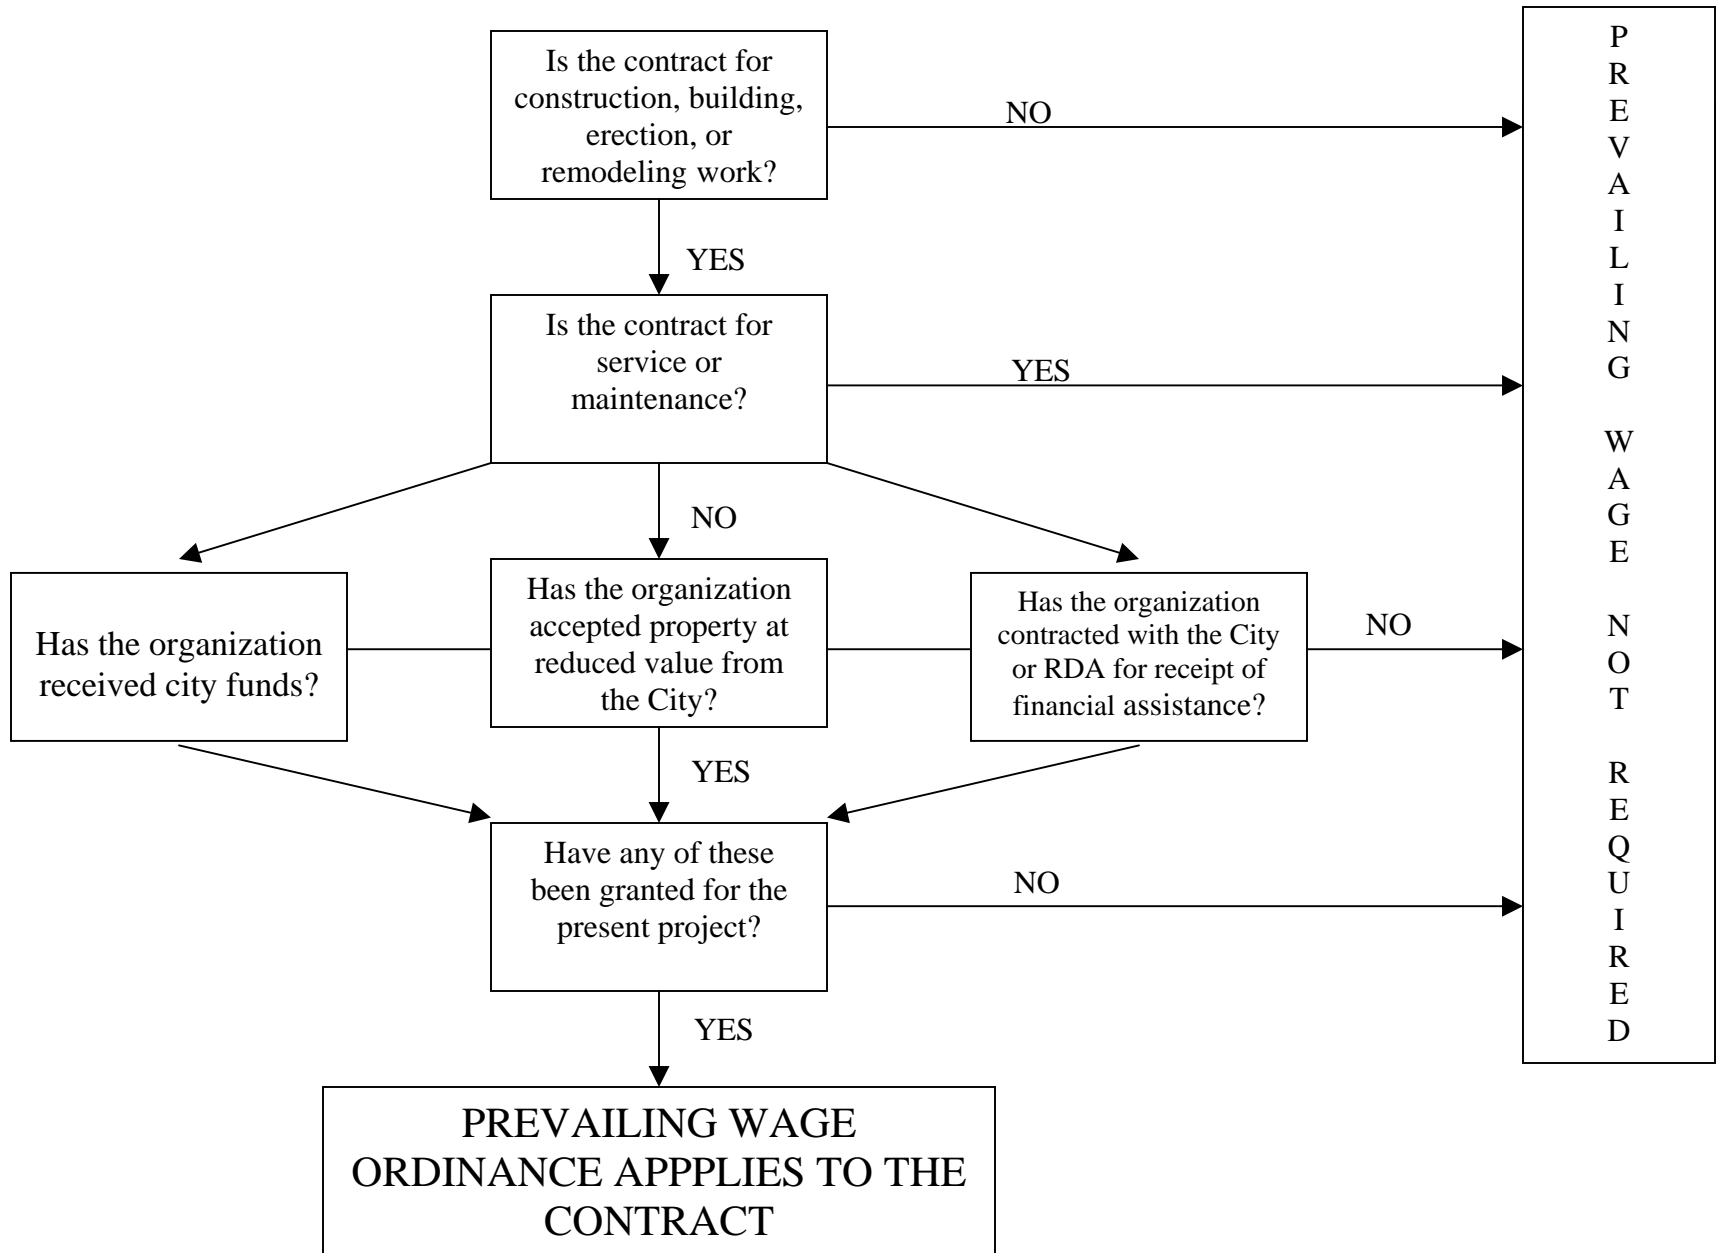 Is the contract for
construction, building,
erection, or
remodeling work?
NO
YES
Is the contract for
service or
maintenance?
YES
NO
Has the organization
received city funds?
Has the organization
accepted property at
reduced value from
the City?
Has the organization
contracted with the City
or RDA for receipt of
financial assistance?
NO
YES
Have any of these
been granted for the
present project?
NO
YES
PREVAILING WAGE
ORDINANCE APPPLIES TO THE
CONTRACT
P
R
E
V
A
I
L
I
N
G
W
A
G
E
N
O
T
R
E
Q
U
I
R
E
D